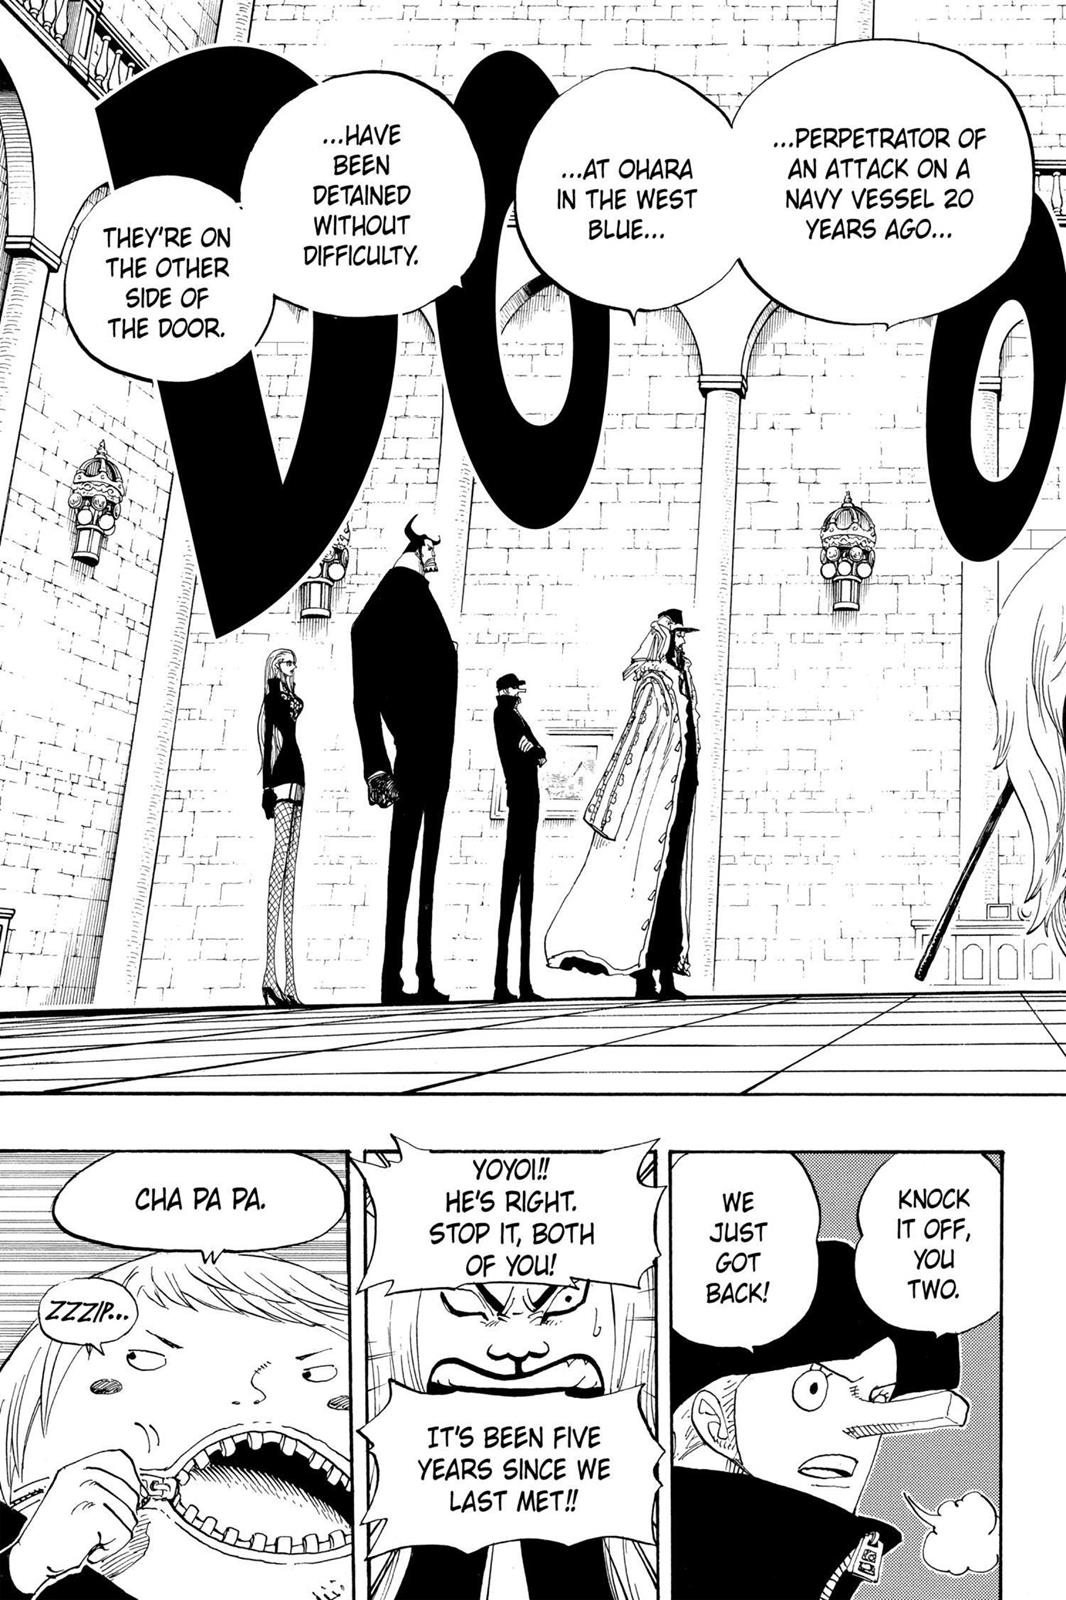 ...PERPETRATOR OF
AN ATTACK ON A
NAVY VESSEL 20
YEARS AGO...
...AT OHARA
IN THE WEST
BLUE...
...HAVE
BEEN
DETAINED
WITHOUT
DIFFICULTY.
THEY'RE ON
THE OTHER
SIDE OF
THE DOOR.
KNOCK
IT OFF,
YOU
TWO.
WE
JUST
GOT
BACK!
YOYOI!!
HE'S RIGHT.
STOP IT, BOTH
OF YOU!
IT'S BEEN FIVE
YEARS SINCE WE
LAST MET!!
CHA PA PA.
ZZZIP...